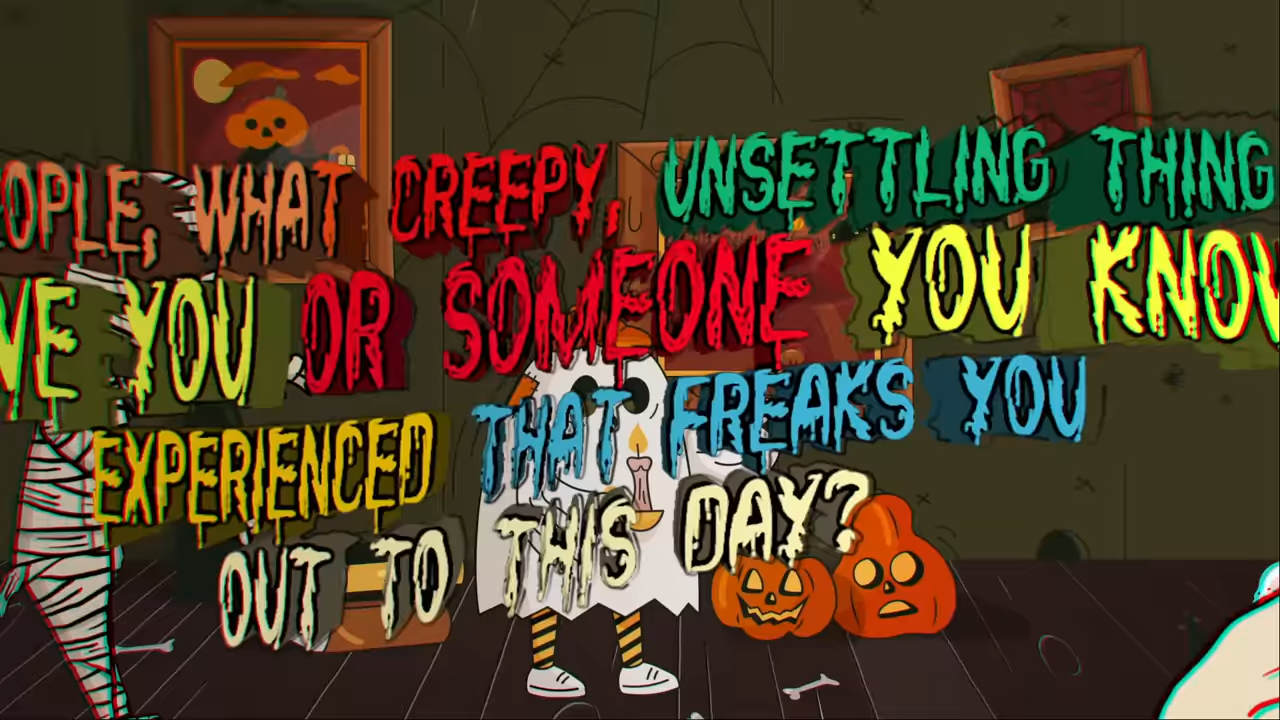 OPLE, WHAT CREEPY, UNSETTLING THING
VE YOU OR SOMEONE YOU KNOW
EXPERIENCED THAT FREAKS YOU
OUT TO THIS DAY?